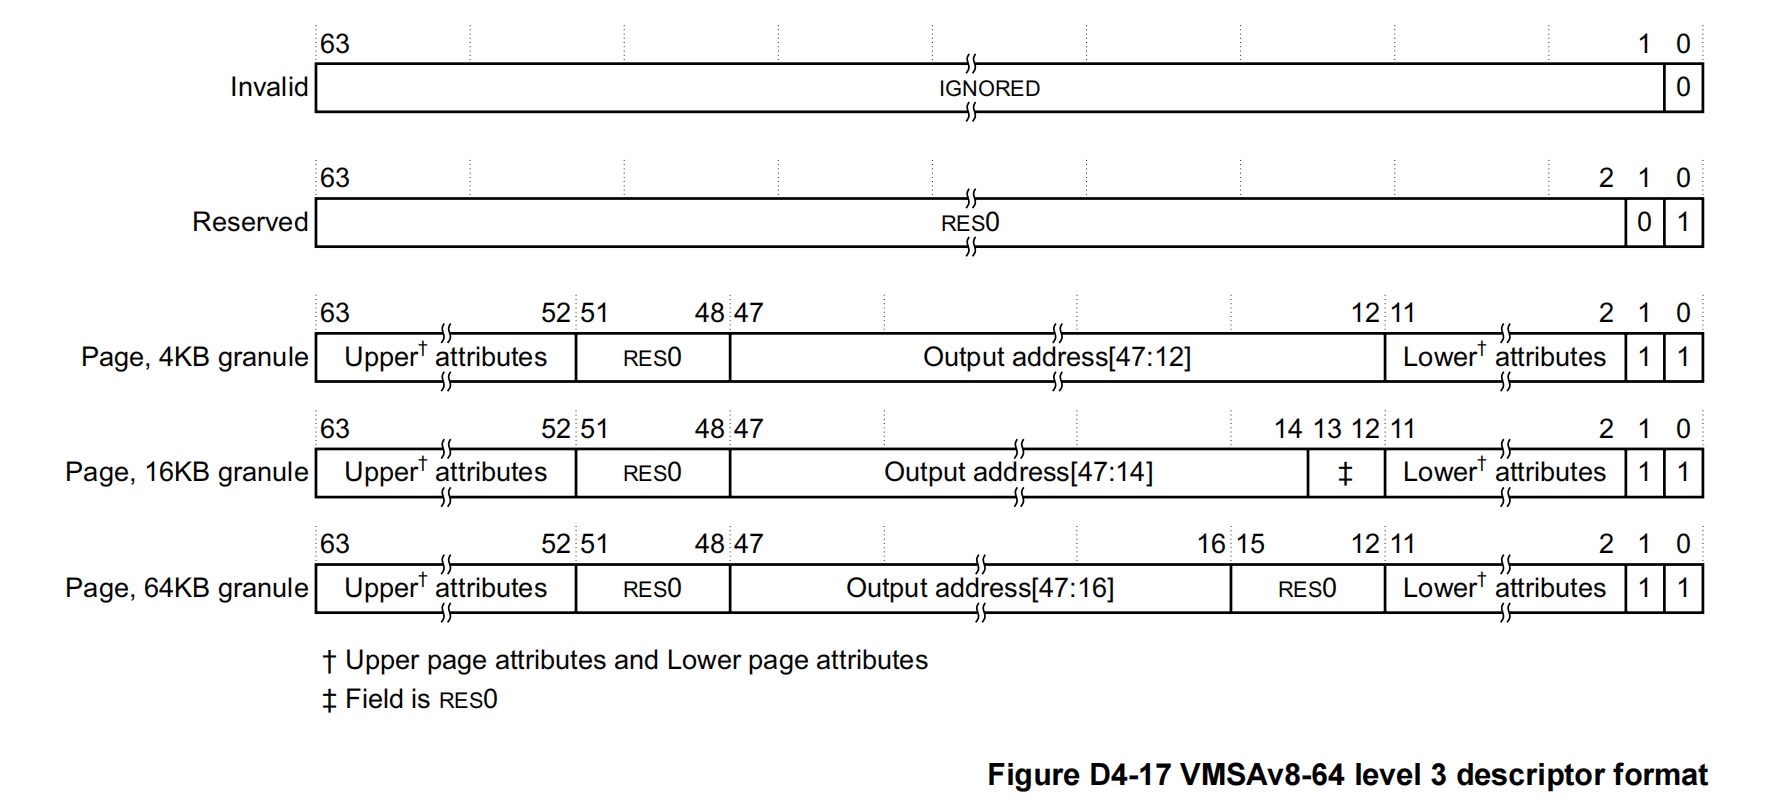 63 1 0
Invalid IGNORED 0
63 2 1 0
Reserved RES0 0 1
63 52 51 48 47 12 11 2 1 0
Page, 4KB granule Upper† attributes RES0 Output address[47:12] Lower† attributes 1 1
63 52 51 48 47 14 13 12 11 2 1 0
Page, 16KB granule Upper† attributes RES0 Output address[47:14] ‡ Lower† attributes 1 1
63 52 51 48 47 16 15 12 11 2 1 0
Page, 64KB granule Upper† attributes RES0 Output address[47:16] RES0 Lower† attributes 1 1
† Upper page attributes and Lower page attributes
‡ Field is RES0
Figure D4-17 VMSAv8-64 level 3 descriptor format